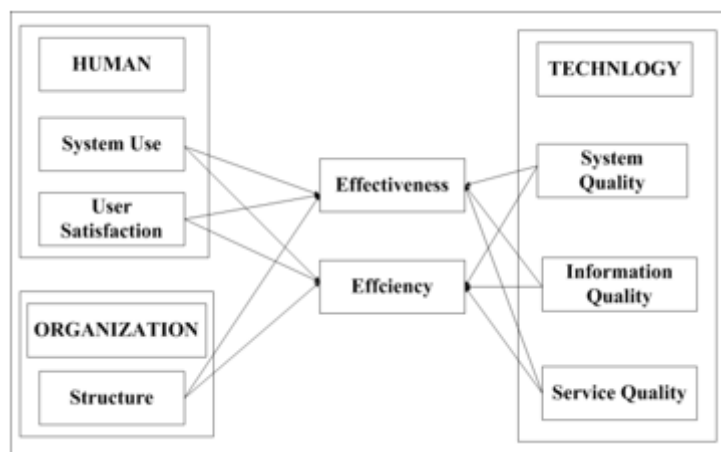 HUMAN
System Use
User
Satisfaction
ORGANIZATION
Structure
Effectiveness
Effciency
TECHNLOGY
System
Quality
Information
Quality
Service Quality